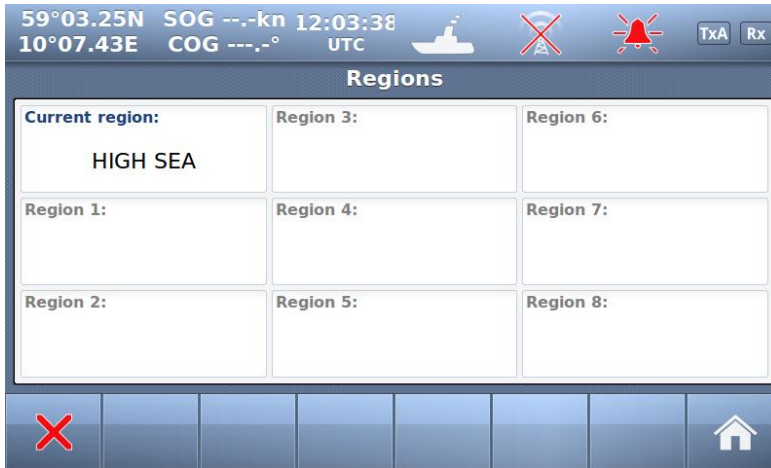 59°03.25N SOG --.-kn 12:03:38 TxA Rx
10°07.43E COG ---.-° UTC
Regions
Current region: Region 3: Region 6:
HIGH SEA
Region 1: Region 4: Region 7:
Region 2: Region 5: Region 8: